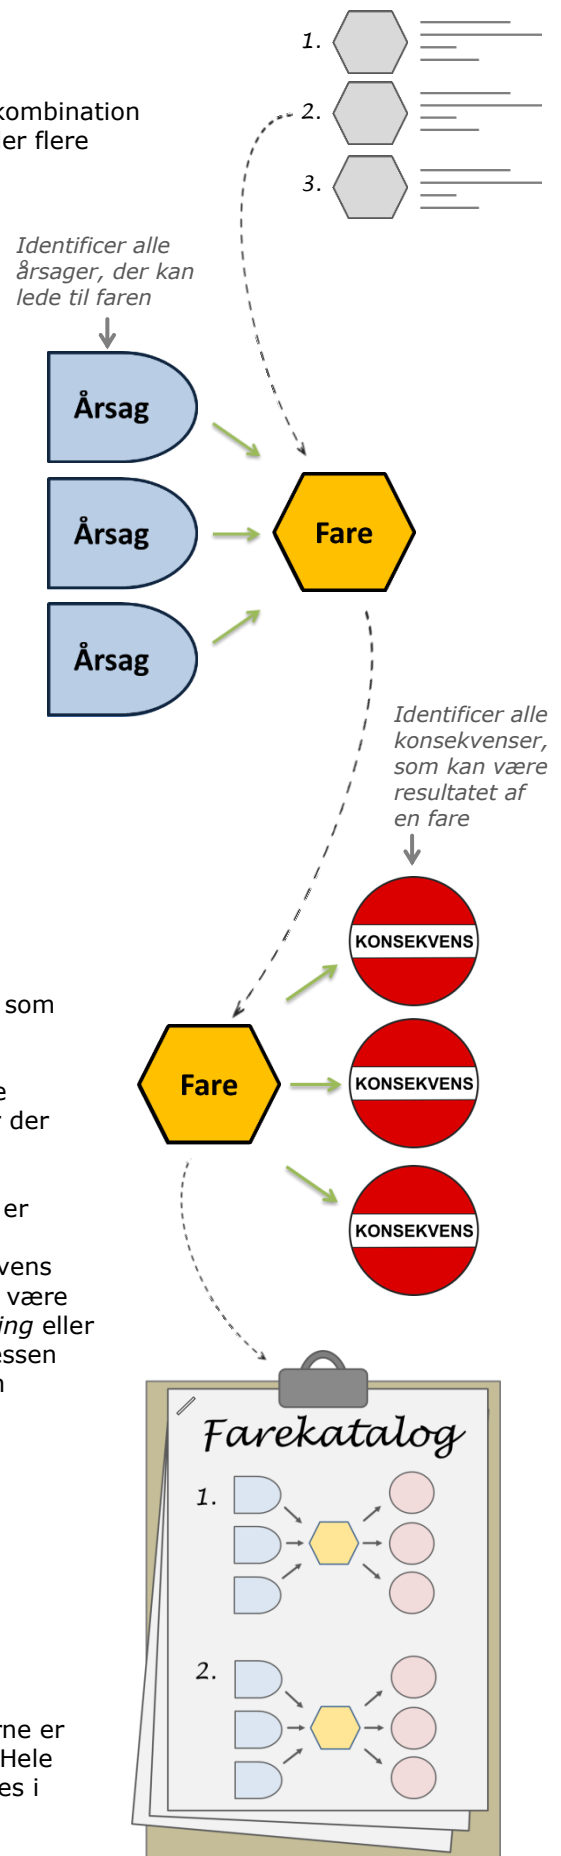 1.
kombination
2.
ler flere
3.
Identificer alle
årsager, der kan
lede til faren
Årsag
Årsag
Fare
Årsag
Identificer alle
konsekvenser,
som kan være
resultatet af
en fare
KONSEKVENS
som
Fare
KONSEKVENS
e
der
er
KONSEKVENS
vens
være
ing eller
essen
n
Farekatalog
1.
2.
rne er
Hele
es i